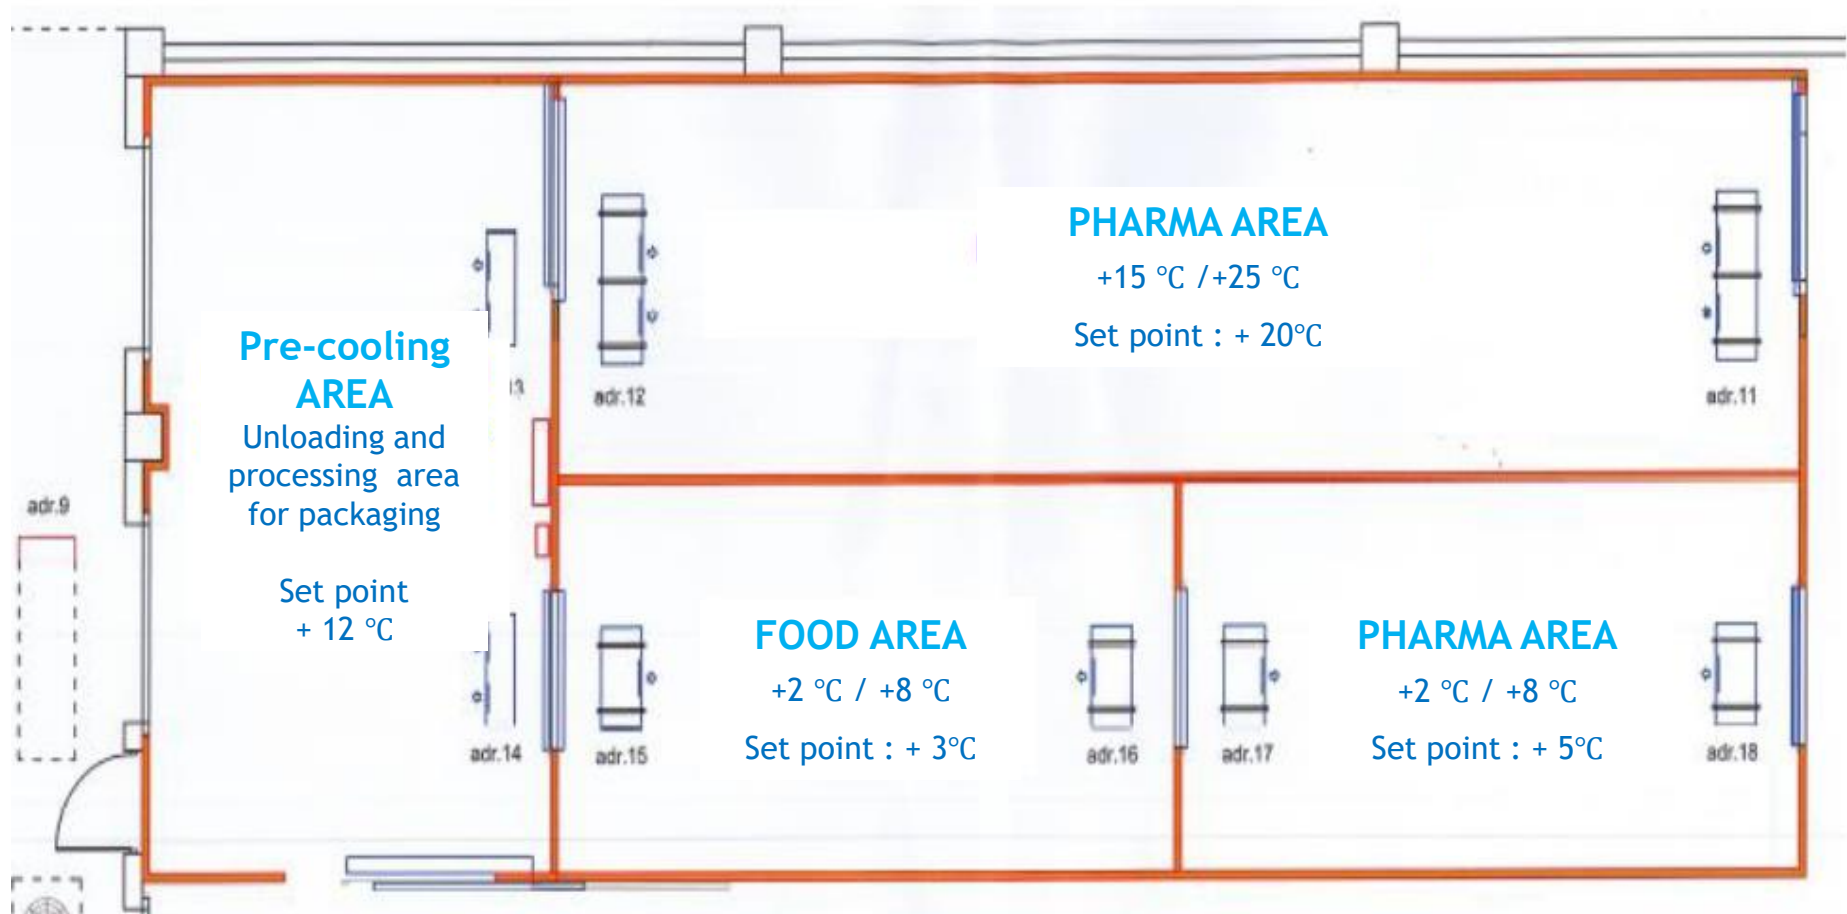 PHARMA AREA
+15 °C /+25 °C
Set point : + 20°C
Pre-cooling
AREA
Unloading and
processing area
for packaging
Set point
+ 12 °C
13
adr.12
adr.11
adr.9
FOOD AREA
+2 °C / +8 °C
Set point : + 3°C
PHARMA AREA
+2 °C / +8 °C
Set point : + 5°C
adr.14
adr.15
adr.16
adr.17
adr.18